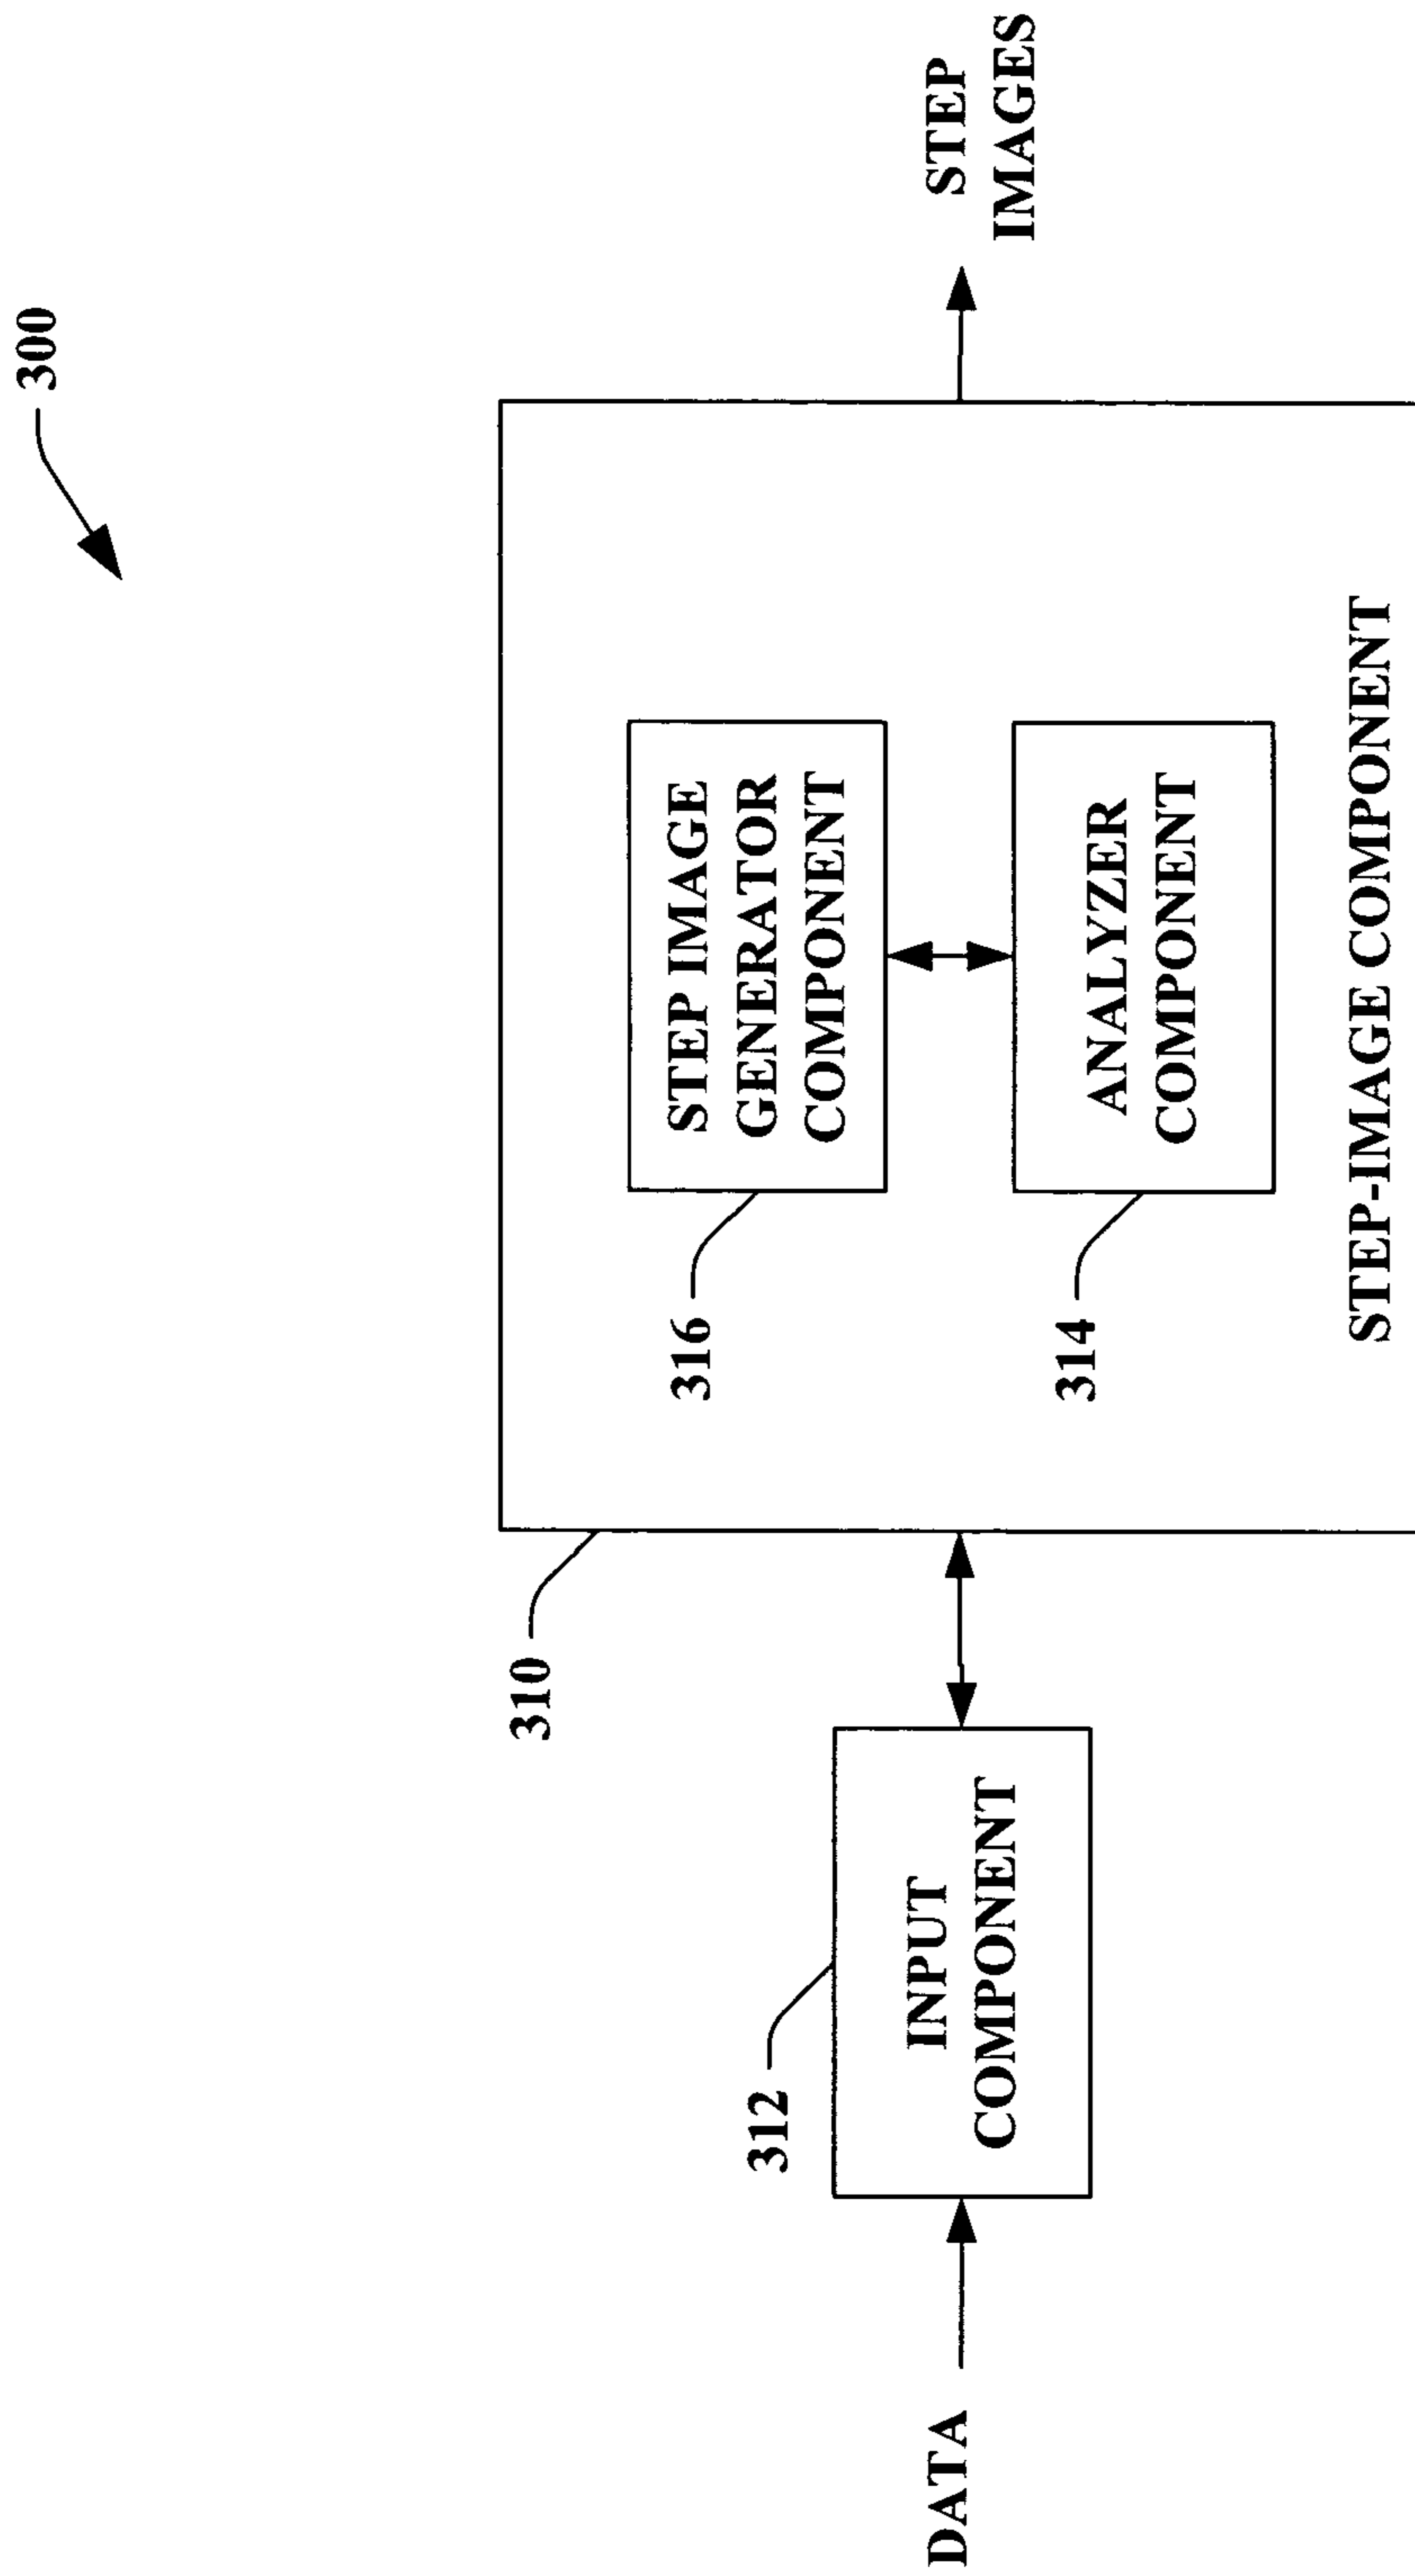 300
310
316
STEP IMAGE
GENERATOR
COMPONENT
314
ANALYZER
COMPONENT
STEP-IMAGE COMPONENT
312
INPUT
COMPONENT
DATA
STEP
IMAGES